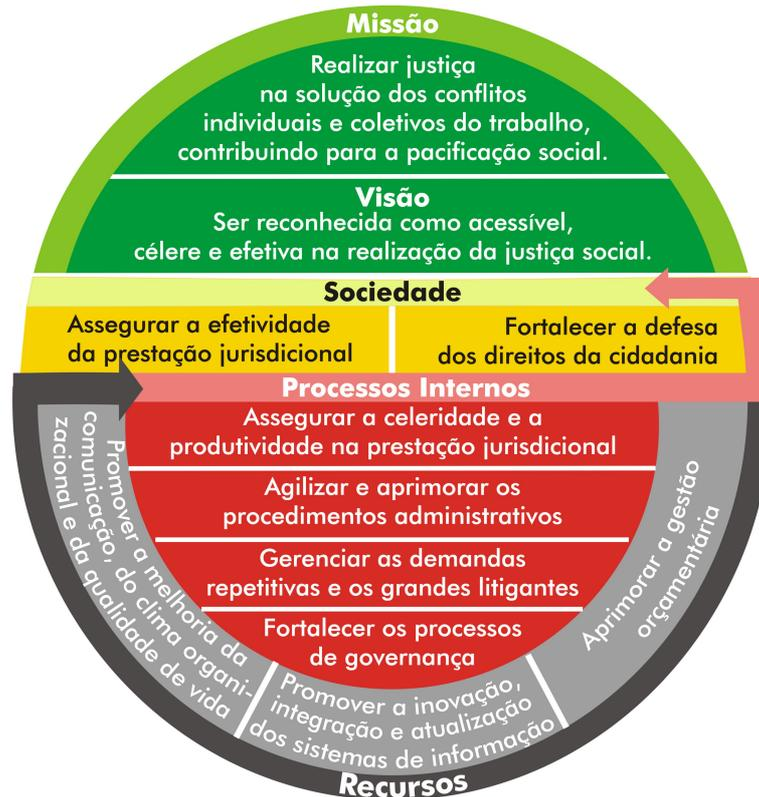 Missão
Realizar justiça
na solução dos conflitos
individuais e coletivos do trabalho,
contribuindo para a pacificação social.
Visão
Ser reconhecida como acessível,
célere e efetiva na realização da justiça social.
Sociedade
Assegurar a efetividade
da prestação jurisdicional
Fortalecer a defesa
dos direitos da cidadania
Processos Internos
Assegurar a celeridade e a
produtividade na prestação jurisdicional
Agilizar e aprimorar os
procedimentos administrativos
Gerenciar as demandas
repetitivas e os grandes litigantes
Fortalecer os processos
de governança
Promover a melhoria da
comunicação, do clima organi-
zacional e da qualidade de vida
Promover a inovação,
integração e atualização
dos sistemas de informação
Aprimorar a gestão
orçamentária
Recursos